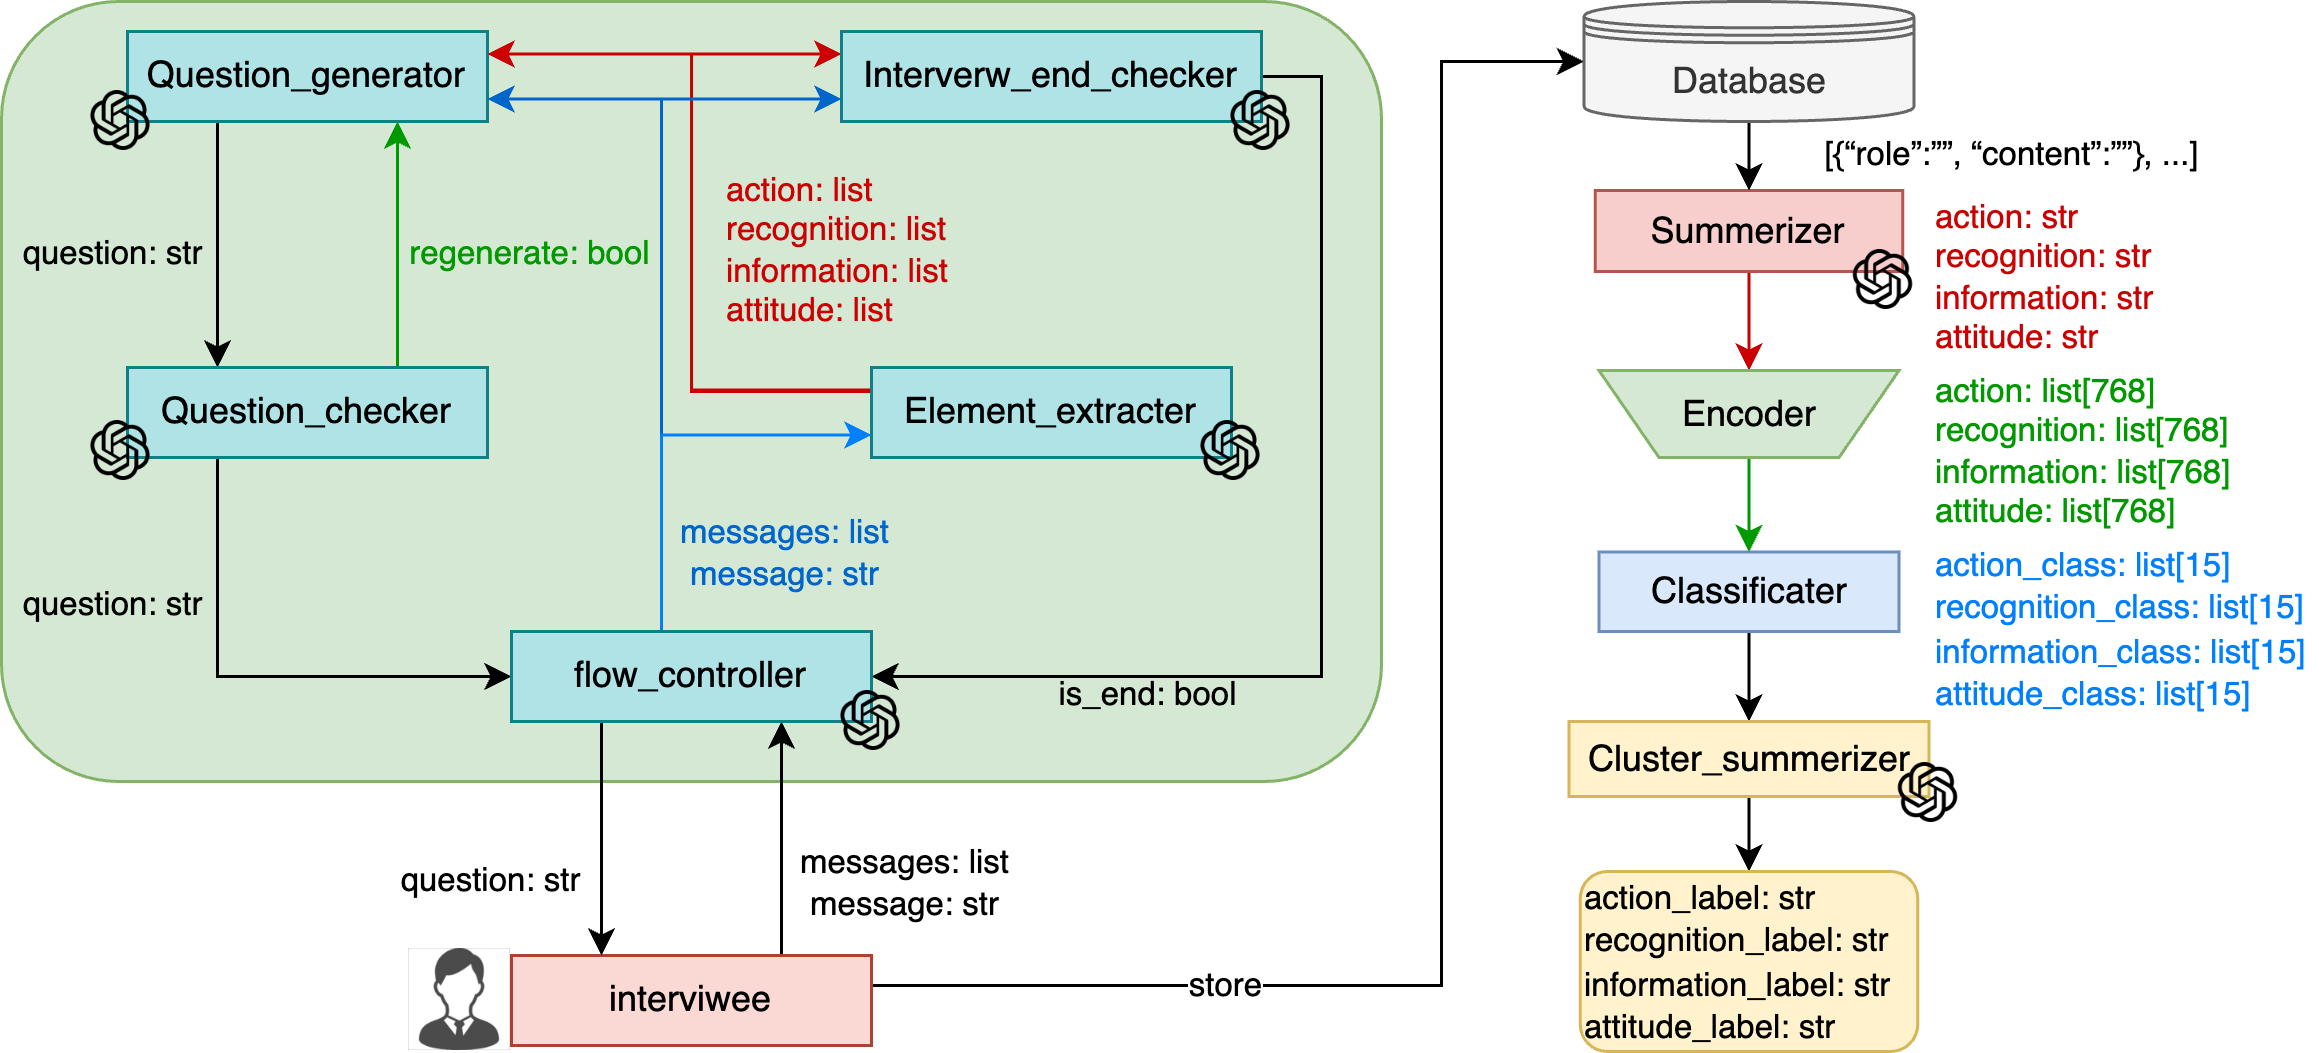 Question_generator
Interverw_end_checker
action: list
recognition: list
information: list
attitude: list
question: str
regenerate: bool
Question_checker
Element_extracter
messages: list
message: str
question: str
flow_controller
is_end: bool
question: str
messages: list
message: str
interviwee
store
Database
[{“role”:””, “content”:””}, ...]
Summerizer
action: str
recognition: str
information: str
attitude: str
Encoder
action: list[768]
recognition: list[768]
information: list[768]
attitude: list[768]
Classificater
action_class: list[15]
recognition_class: list[15]
information_class: list[15]
attitude_class: list[15]
Cluster_summerizer
action_label: str
recognition_label: str
information_label: str
attitude_label: str